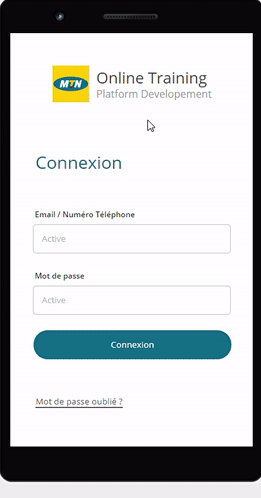 MTN
Online Training
Platform Developement
Connexion
Email / Numéro Téléphone
Active
Mot de passe
Active
Connexion
Mot de passe oublié ?